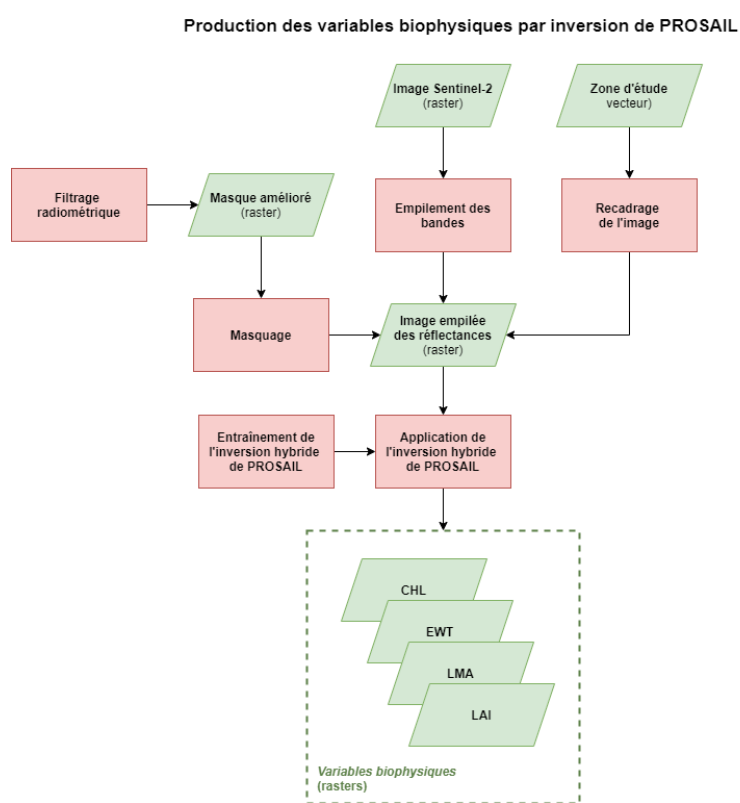 Production des variables biophysiques par inversion de PROSAIL
Image Sentinel-2
(raster)
Zone d'étude
vecteur)
Filtrage
radiométrique
Masque amélioré
(raster)
Empilement des
bandes
Recadrage
de l'image
Masquage
Image empilée
des réflectances
(raster)
Entraînement de
l'inversion hybride
de PROSAIL
Application de
l'inversion hybride
de PROSAIL
CHL
EWT
LMA
LAI
Variables biophysiques
(rasters)